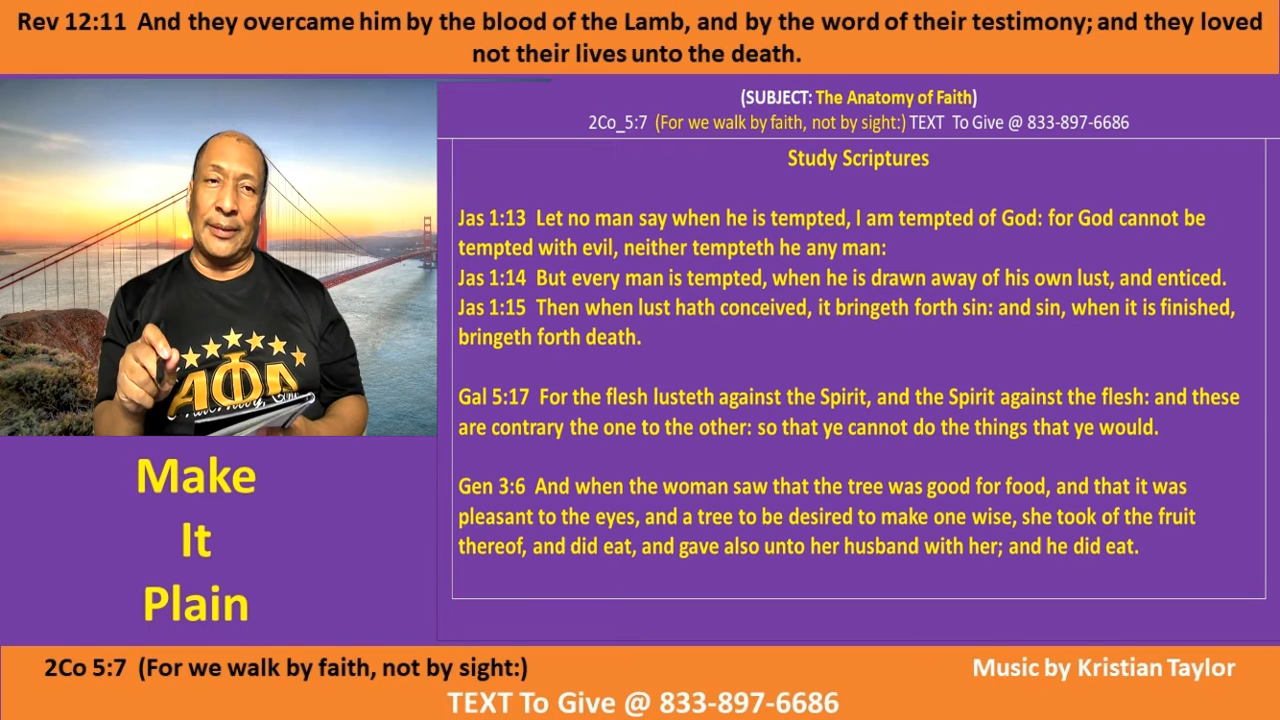 Rev 12:11 And they overcame him by the blood of the Lamb, and by the word of their testimony; and they loved
not their lives unto the death.
(SUBJECT: The Anatomy of Faith)
2Co_5:7 (For we walk by faith, not by sight:) TEXT To Give @ 833-897-6686
Study Scriptures
Jas 1:13 Let no man say when he is tempted, I am tempted of God: for God cannot be
tempted with evil, neither tempteth he any man:
Jas 1:14 But every man is tempted, when he is drawn away of his own lust, and enticed.
Jas 1:15 Then when lust hath conceived, it bringeth forth sin: and sin, when it is finished,
bringeth forth death.
Gal 5:17 For the flesh lusteth against the Spirit, and the Spirit against the flesh: and these
are contrary the one to the other: so that ye cannot do the things that ye would.
Gen 3:6 And when the woman saw that the tree was good for food, and that it was
pleasant to the eyes, and a tree to be desired to make one wise, she took of the fruit
thereof, and did eat, and gave also unto her husband with her; and he did eat.
ΑΦΑ
Make
It
Plain
2Co 5:7 (For we walk by faith, not by sight:)
Music by Kristian Taylor
TEXT To Give @ 833-897-6686